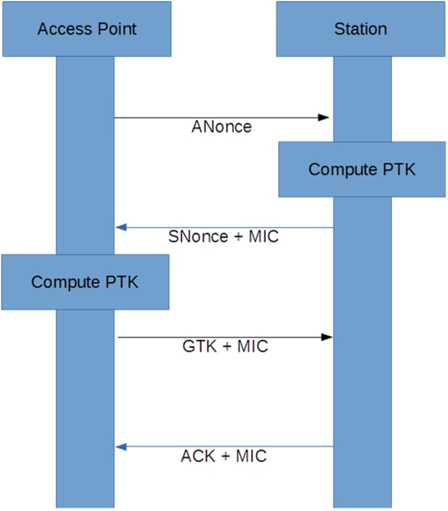 Access Point
Station
ANonce
Compute PTK
SNonce + MIC
Compute PTK
GTK + MIC
ACK + MIC